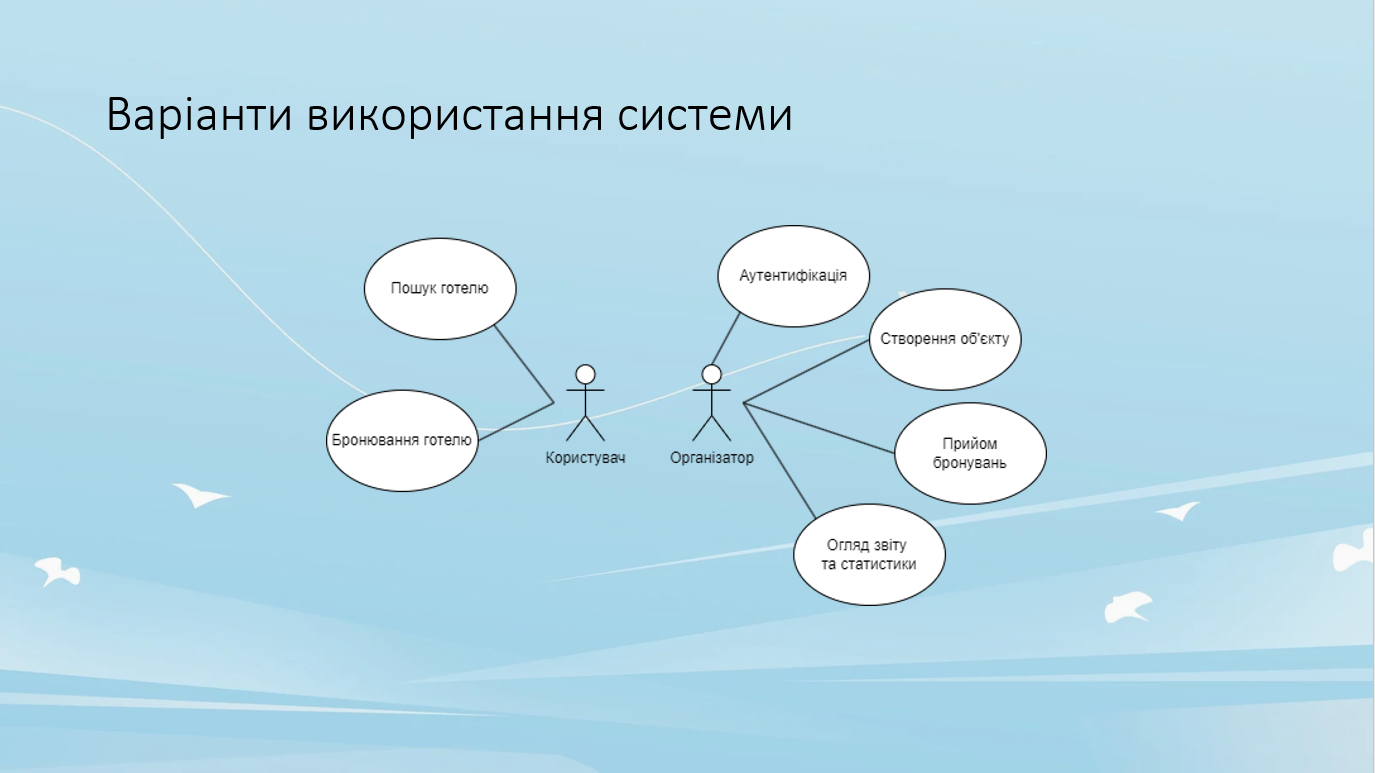 Варіанти використання системи
Пошук готелю
Бронювання готелю
Користувач
Організатор
Аутентифікація
Створення об'єкту
Прийом
бронувань
Огляд звіту
та статистики